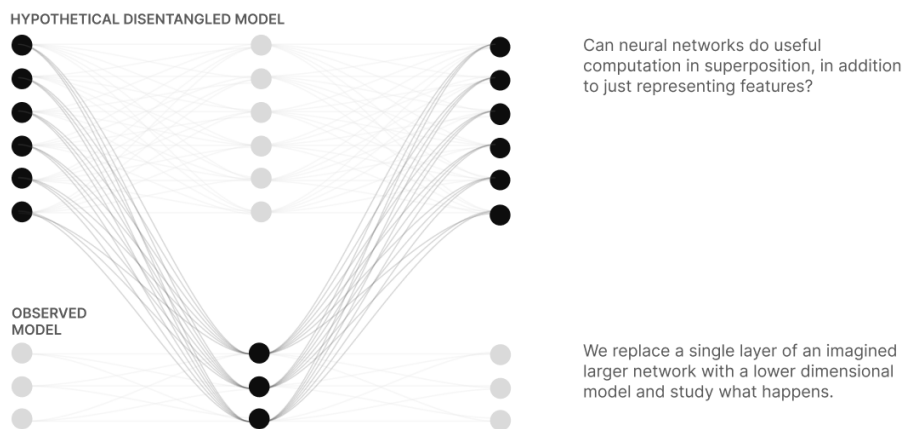 HYPOTHETICAL DISENTANGLED MODEL
Can neural networks do useful
computation in superposition, in addition
to just representing features?
OBSERVED
MODEL
We replace a single layer of an imagined
larger network with a lower dimensional
model and study what happens.